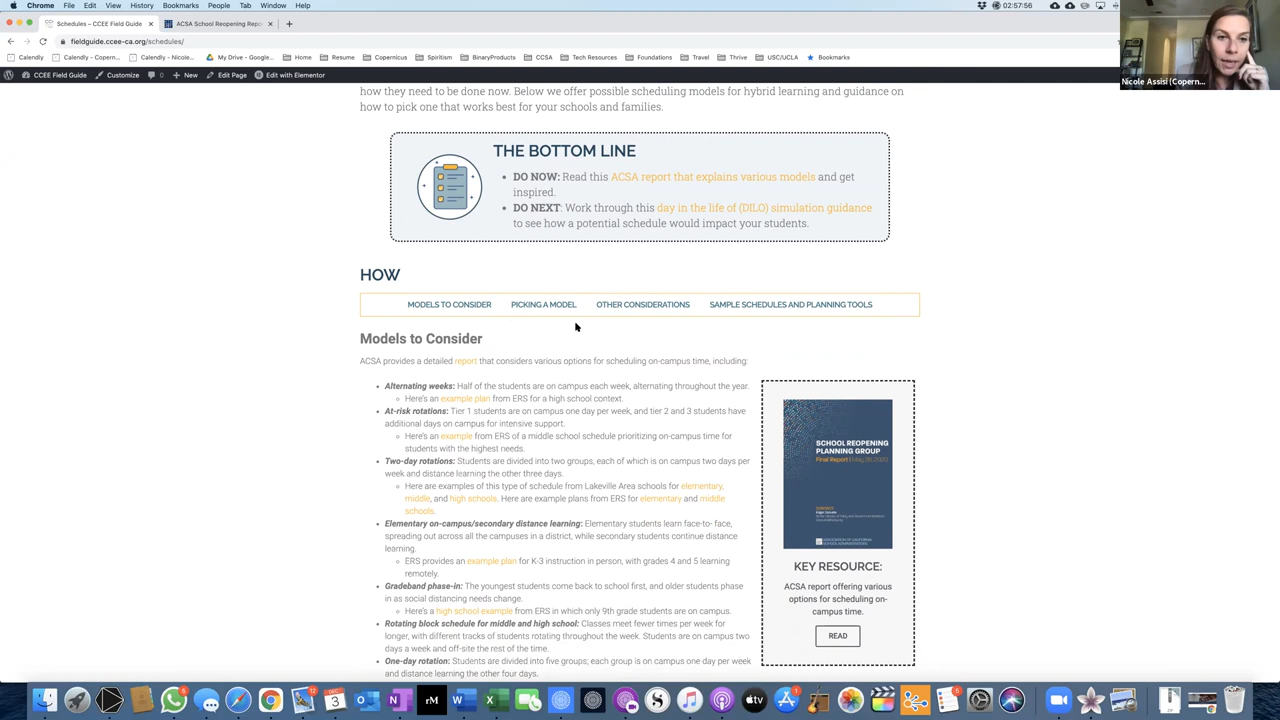 Chrome File Edit View History Bookmarks People Tab Window Help
02:57:56
Schedules – CCEE Field Guide
ACSA School Reopening Repo
fieldguide.ccee-ca.org/schedules/
Calendly Calendly - Copern... Calendly - Nicole... My Drive - Google... Home Resume Copernicus Spiritism BinaryProducts CCSA Tech Resources Foundations Travel Thrive USC/UCLA Bookmarks
CCEE Field Guide Customize 0 New Edit Page Edit with Elementor
Nicole Assisi (Copern...
how they need it now. Below we offer possible scheduling models for hybrid learning and guidance on
how to pick one that works best for your schools and families.
THE BOTTOM LINE
DO NOW: Read this ACSA report that explains various models and get
inspired.
DO NEXT: Work through this day in the life of (DILO) simulation guidance
to see how a potential schedule would impact your students.
HOW
MODELS TO CONSIDER PICKING A MODEL OTHER CONSIDERATIONS SAMPLE SCHEDULES AND PLANNING TOOLS
Models to Consider
ACSA provides a detailed report that considers various options for scheduling on-campus time, including:
Alternating weeks: Half of the students are on campus each week, alternating throughout the year.
Here's an example plan from ERS for a high school context.
At-risk rotations: Tier 1 students are on campus one day per week, and tier 2 and 3 students have
additional days on campus for intensive support.
Here's an example from ERS of a middle school schedule prioritizing on-campus time for
students with the highest needs.
Two-day rotations: Students are divided into two groups, each of which is on campus two days per
week and distance learning the other three days.
Here are examples of this type of schedule from Lakeville Area schools for elementary,
middle, and high schools. Here are example plans from ERS for elementary and middle
schools.
Elementary on-campus/secondary distance learning: Elementary students learn face-to- face,
spreading out across all the campuses in a district, while secondary students continue distance
learning.
ERS provides an example plan for K-3 instruction in person, with grades 4 and 5 learning
remotely.
Gradeband phase-in: The youngest students come back to school first, and older students phase
in as social distancing needs change.
Here's a high school example from ERS in which only 9th grade students are on campus.
Rotating block schedule for middle and high school: Classes meet fewer times per week for
longer, with different tracks of students rotating throughout the week. Students are on campus two
days a week and off-site the rest of the time.
One-day rotation: Students are divided into five groups; each group is on campus one day per week
and distance learning the other four days.
SCHOOL REOPENING
PLANNING GROUP
Final Report
KEY RESOURCE:
ACSA report offering various
options for scheduling on-
campus time.
READ